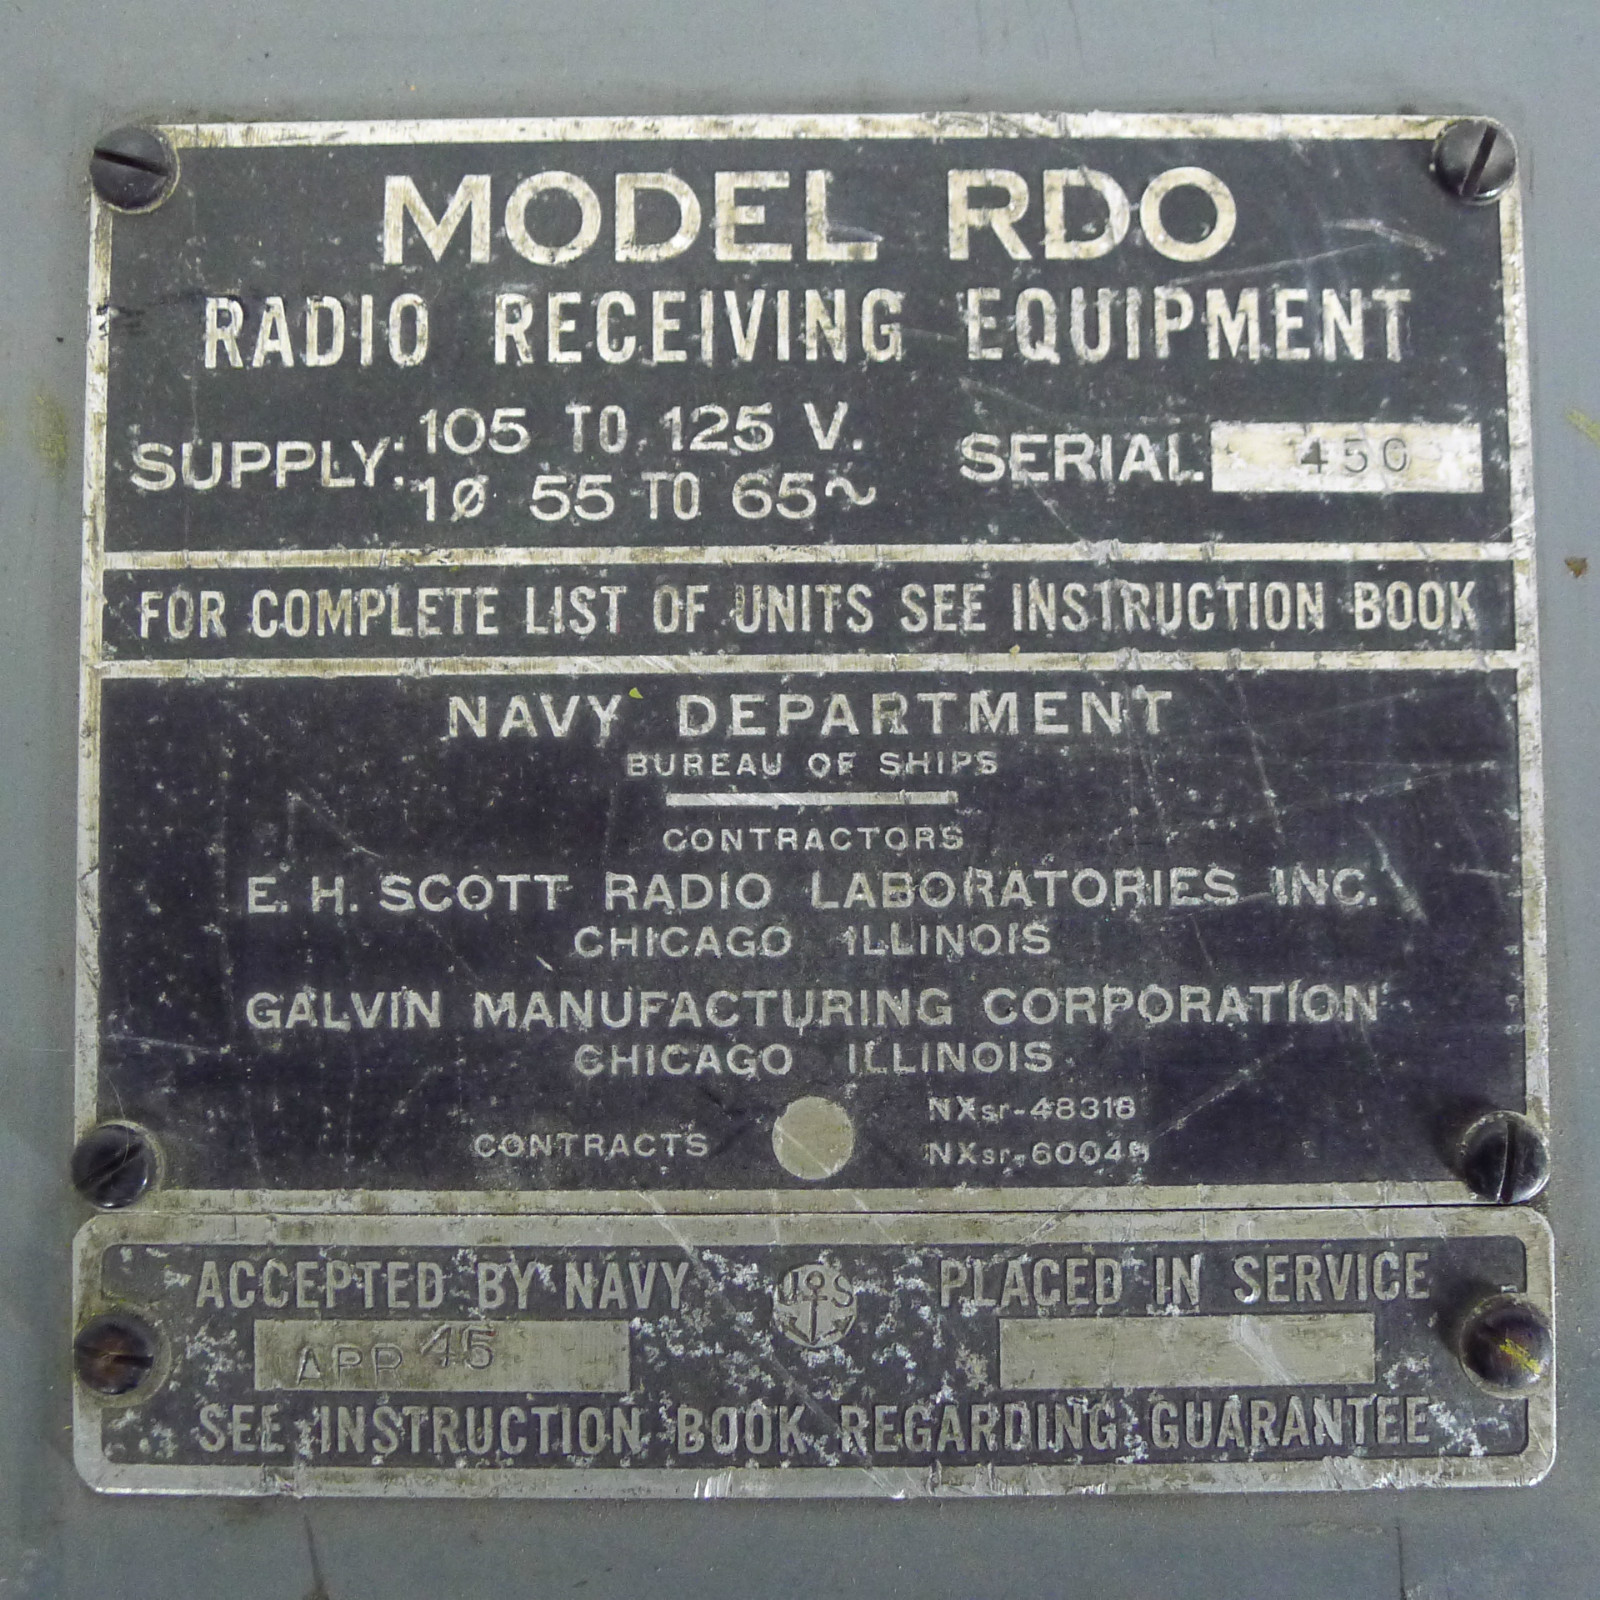 MODEL RDO
RADIO RECEIVING EQUIPMENT
SUPPLY: 105 TO 125 V.
1Ø 55 TO 65~
SERIAL 450
FOR COMPLETE LIST OF UNITS SEE INSTRUCTION BOOK
NAVY DEPARTMENT
BUREAU OF SHIPS
CONTRACTORS
E. H. SCOTT RADIO LABORATORIES INC.
CHICAGO ILLINOIS
GALVIN MANUFACTURING CORPORATION
CHICAGO ILLINOIS
CONTRACTS
NXsr-48318
ACCEPTED BY NAVY
APR 45
US
PLACED IN SERVICE
SEE INSTRUCTION BOOK REGARDING GUARANTEE